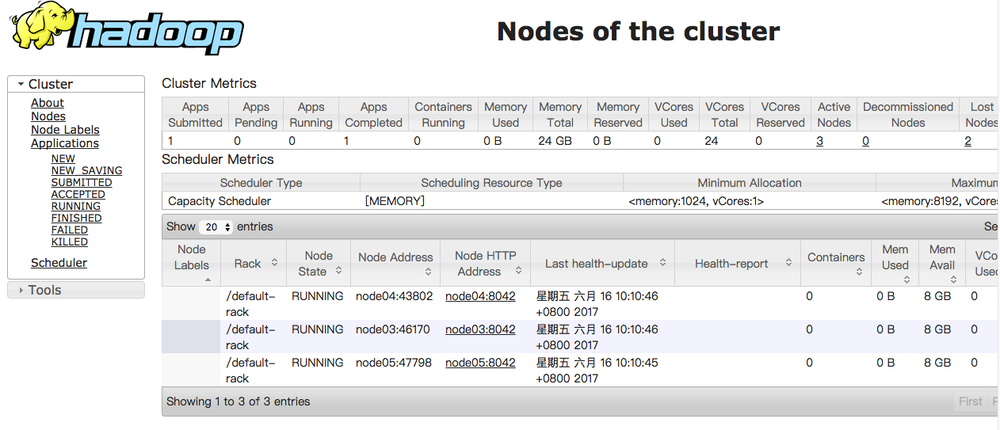 hadoop
Nodes of the cluster
Cluster
About
Nodes
Node Labels
Applications
NEW
NEW_SAVING
SUBMITTED
ACCEPTED
RUNNING
FINISHED
FAILED
KILLED
Scheduler
Tools
Cluster Metrics
Apps Submitted Apps Pending Apps Running Apps Completed Containers Running Memory Used Memory Total Memory Reserved VCores Used VCores Total VCores Reserved Active Nodes Decommissioned Nodes Lost Nodes
1 0 0 1 0 0 B 24 GB 0 B 0 24 0 3 0 2
Scheduler Metrics
Scheduler Type Scheduling Resource Type Minimum Allocation Maximum
Capacity Scheduler [MEMORY] <memory:1024, vCores:1> <memory:8192, vCores
Show 20 entries Se
Node Labels Rack Node State Node Address Node HTTP Address Last health-update Health-report Containers Mem Used Mem Avail VCo Used
/default-rack RUNNING node04:43802 node04:8042 星期五 六月 16 10:10:46 +0800 2017 0 0 B 8 GB 0
/default-rack RUNNING node03:46170 node03:8042 星期五 六月 16 10:10:46 +0800 2017 0 0 B 8 GB 0
/default-rack RUNNING node05:47798 node05:8042 星期五 六月 16 10:10:45 +0800 2017 0 0 B 8 GB 0
Showing 1 to 3 of 3 entries First